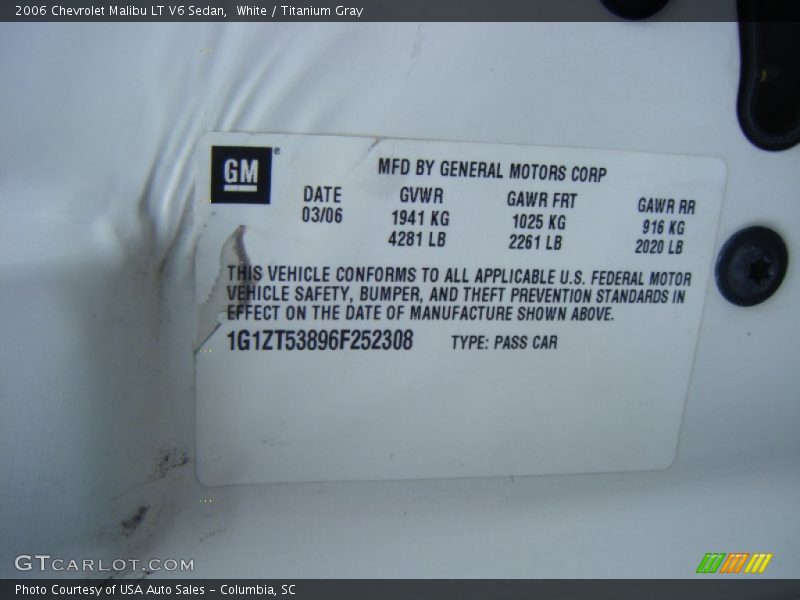 2006 Chevrolet Malibu LT V6 Sedan, White / Titanium Gray
GM
MFD BY GENERAL MOTORS CORP
DATE GVWR GAWR FRT GAWR RR
03/06 1941 KG 1025 KG 916 KG
4281 LB 2261 LB 2020 LB
THIS VEHICLE CONFORMS TO ALL APPLICABLE U.S. FEDERAL MOTOR
VEHICLE SAFETY, BUMPER, AND THEFT PREVENTION STANDARDS IN
EFFECT ON THE DATE OF MANUFACTURE SHOWN ABOVE.
1G1ZT53896F252308 TYPE: PASS CAR
GTCARLOT.COM
Photo Courtesy of USA Auto Sales - Columbia, SC